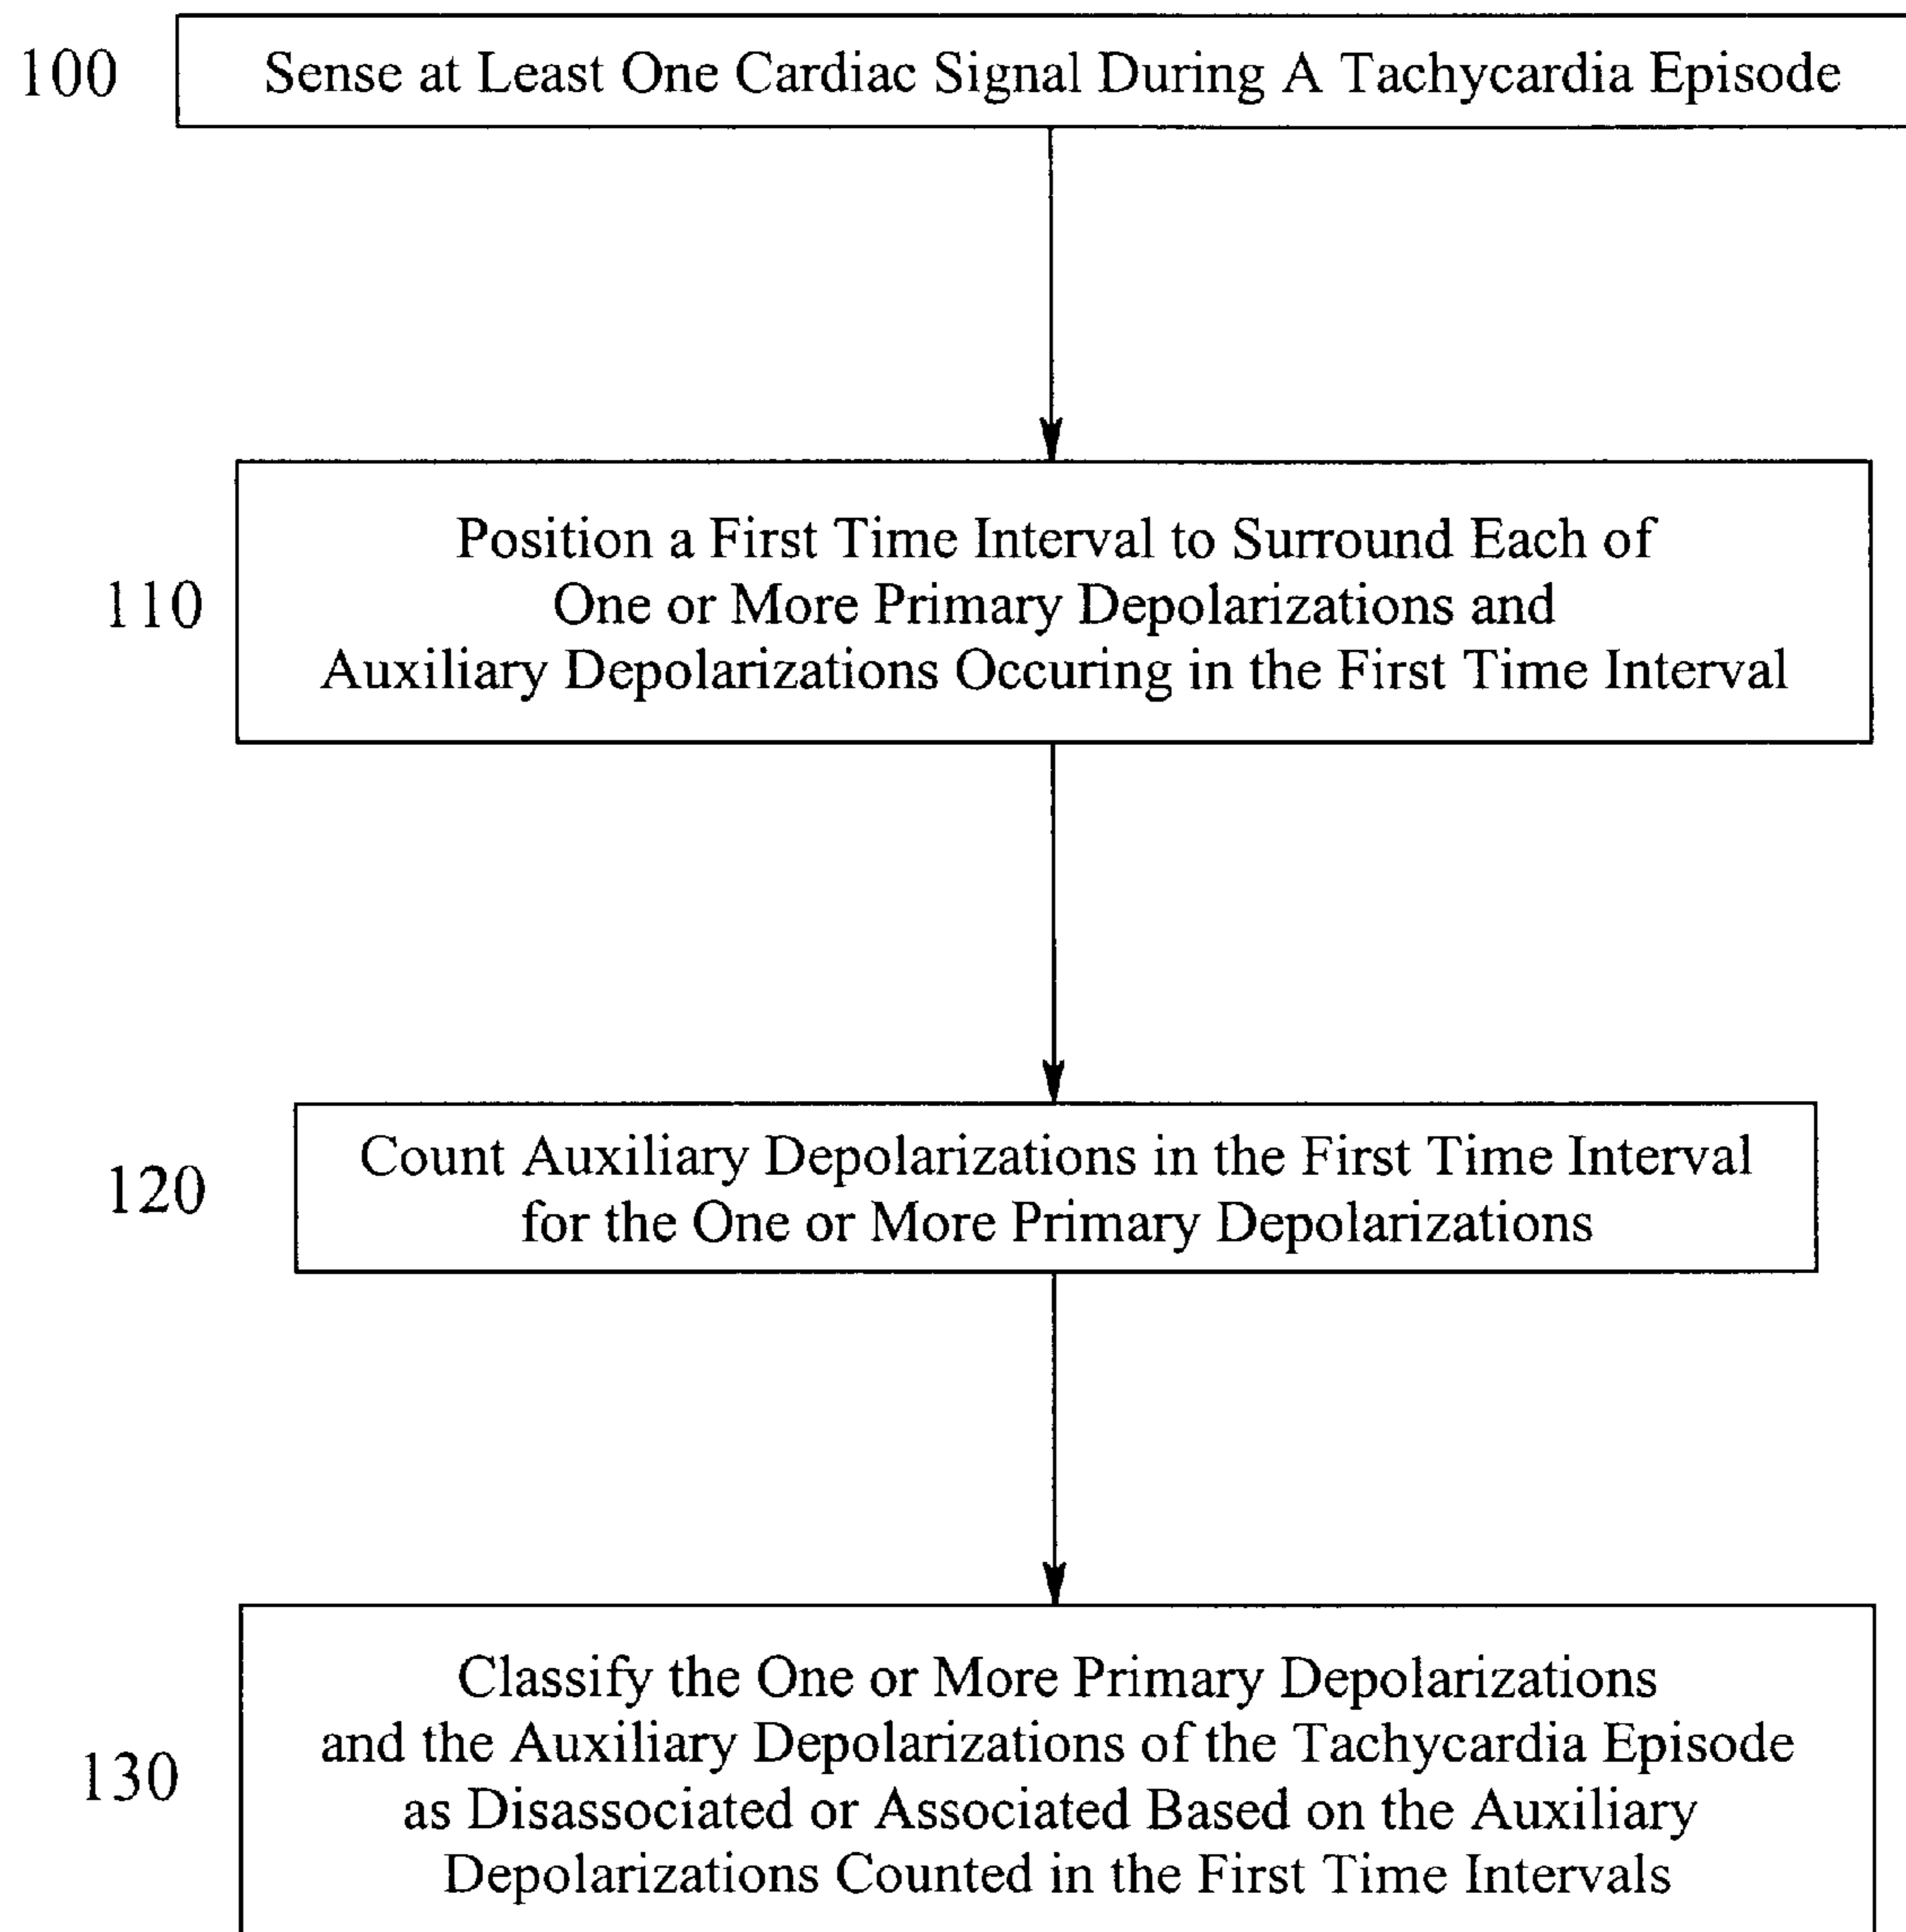 100
Sense at Least One Cardiac Signal During A Tachycardia Episode
110
Position a First Time Interval to Surround Each of
One or More Primary Depolarizations and
Auxiliary Depolarizations Occuring in the First Time Interval
120
Count Auxiliary Depolarizations in the First Time Interval
for the One or More Primary Depolarizations
130
Classify the One or More Primary Depolarizations
and the Auxiliary Depolarizations of the Tachycardia Episode
as Disassociated or Associated Based on the Auxiliary
Depolarizations Counted in the First Time Intervals